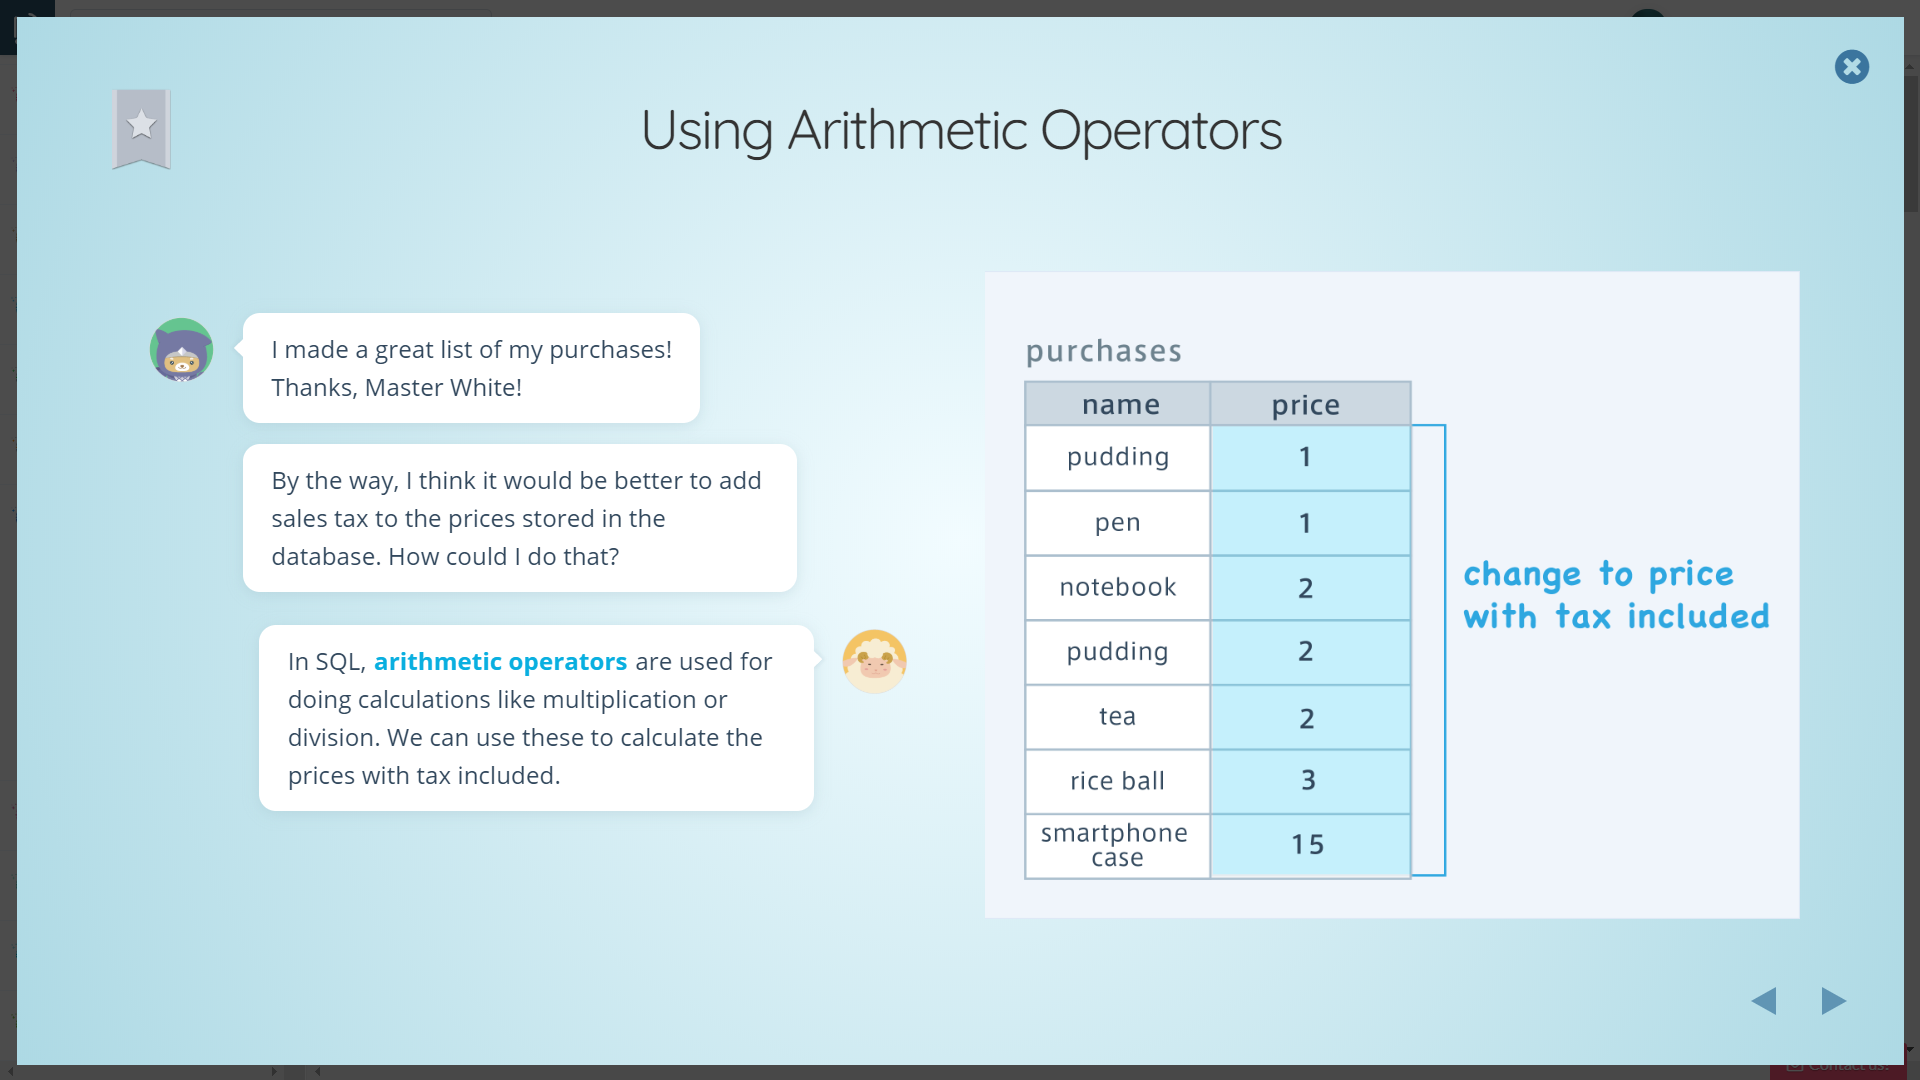 Using Arithmetic Operators
I made a great list of my purchases!
Thanks, Master White!
By the way, I think it would be better to add
sales tax to the prices stored in the
database. How could I do that?
In SQL, arithmetic operators are used for
doing calculations like multiplication or
division. We can use these to calculate the
prices with tax included.
purchases
name price
pudding 1
pen 1
notebook 2
pudding 2
tea 2
rice ball 3
smartphone
case 15
change to price
with tax included
Contact us!